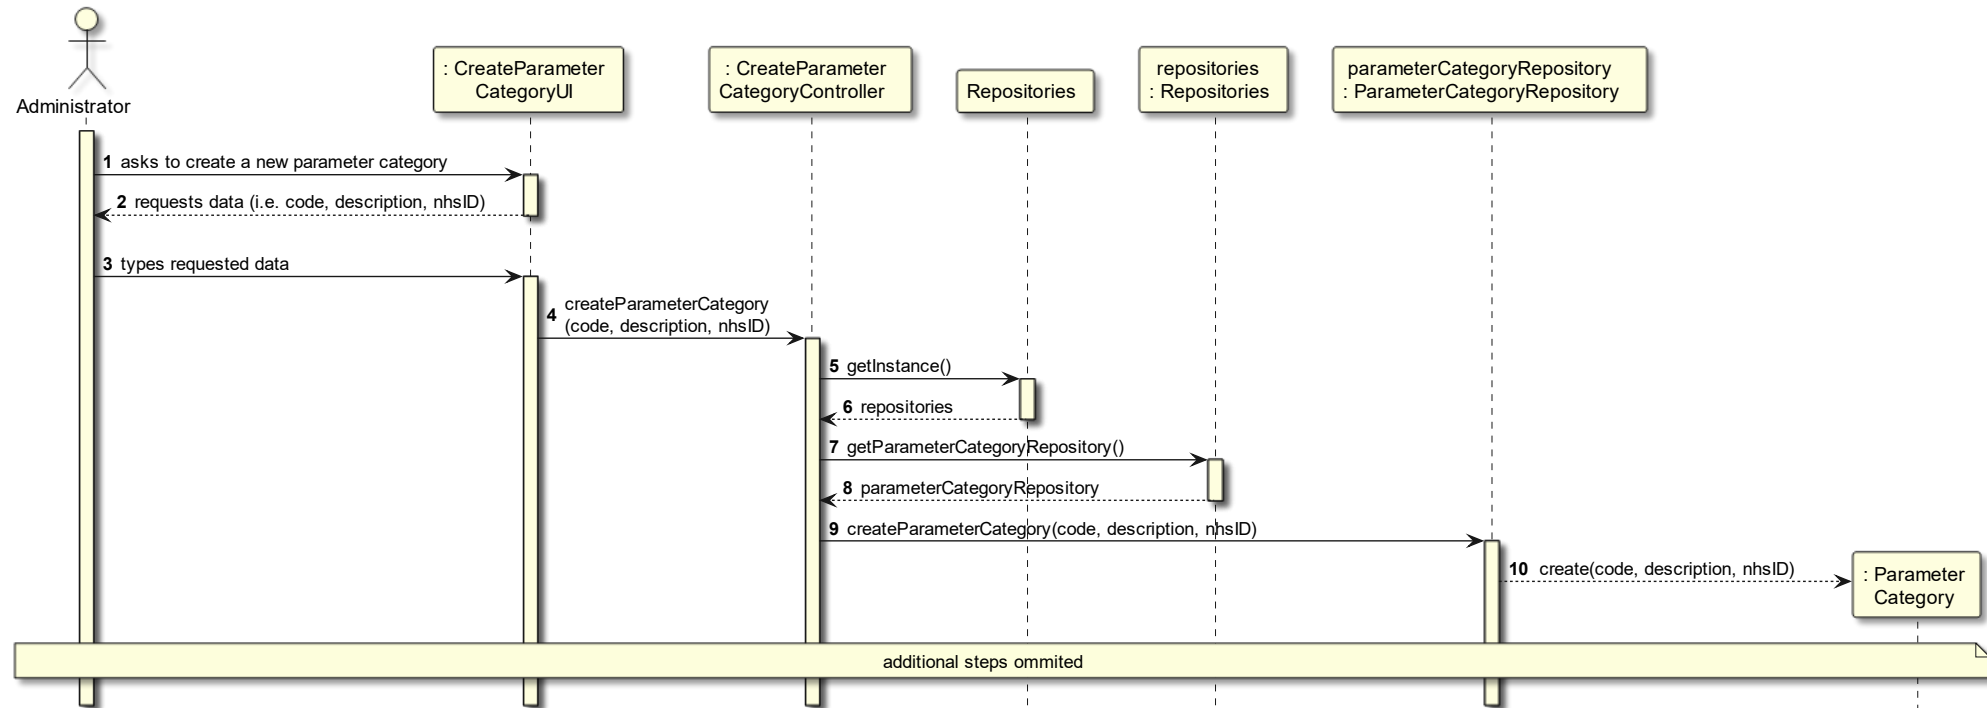 Administrator
: CreateParameter
CategoryUI
: CreateParameter
CategoryController
Repositories
repositories
: Repositories
parameterCategoryRepository
: ParameterCategoryRepository
1 asks to create a new parameter category
2 requests data (i.e. code, description, nhsID)
3 types requested data
4 createParameterCategory
(code, description, nhsID)
5 getInstance()
6 repositories
7 getParameterCategoryRepository()
8 parameterCategoryRepository
9 createParameterCategory(code, description, nhsID)
10 create(code, description, nhsID)
: Parameter
Category
additional steps ommited